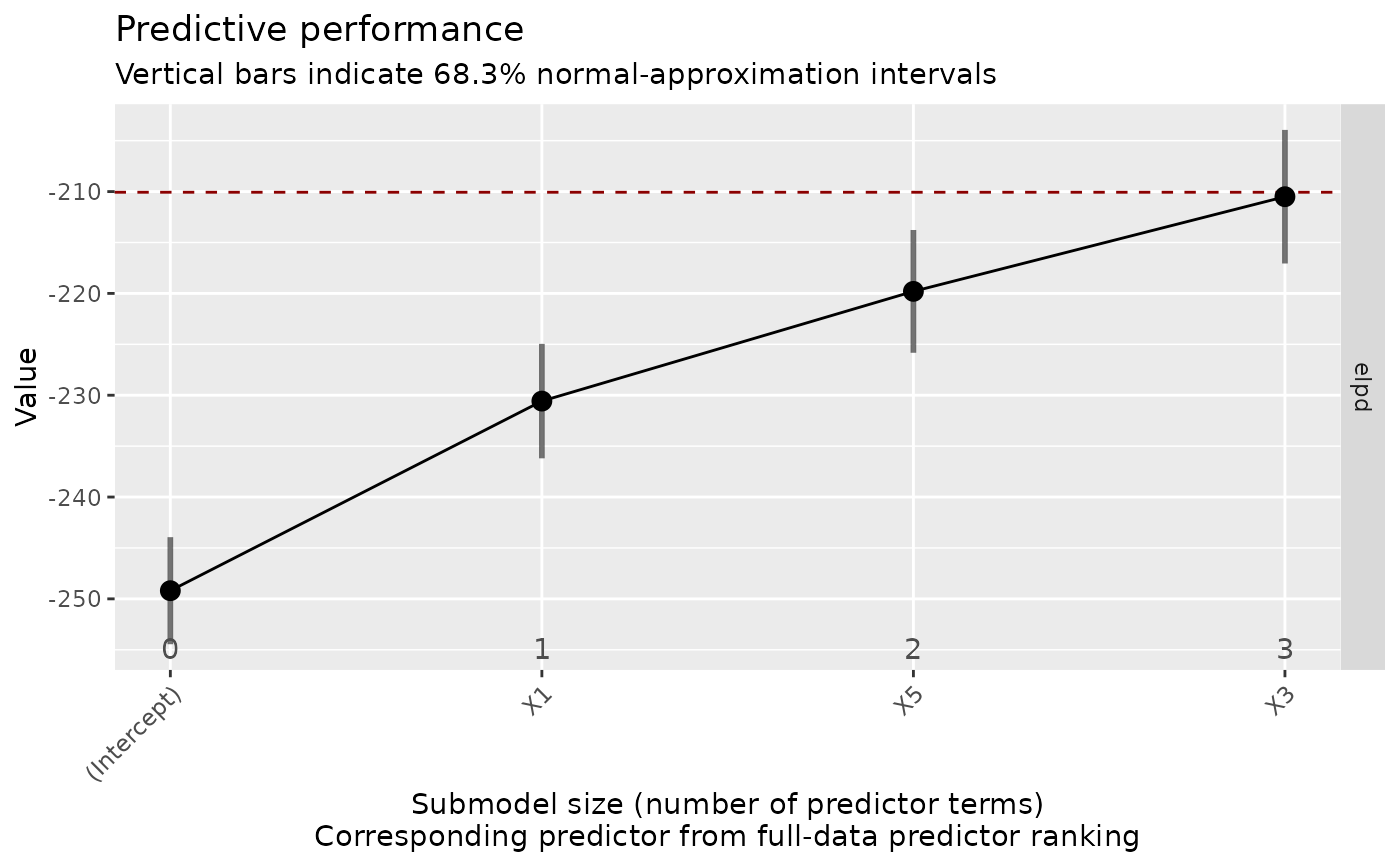 Predictive performance
Vertical bars indicate 68.3% normal-approximation intervals
Value
-210
-220
-230
-240
-250
elpd
0
1
2
3
(Intercept)
X1
X5
X3
Submodel size (number of predictor terms)
Corresponding predictor from full-data predictor ranking